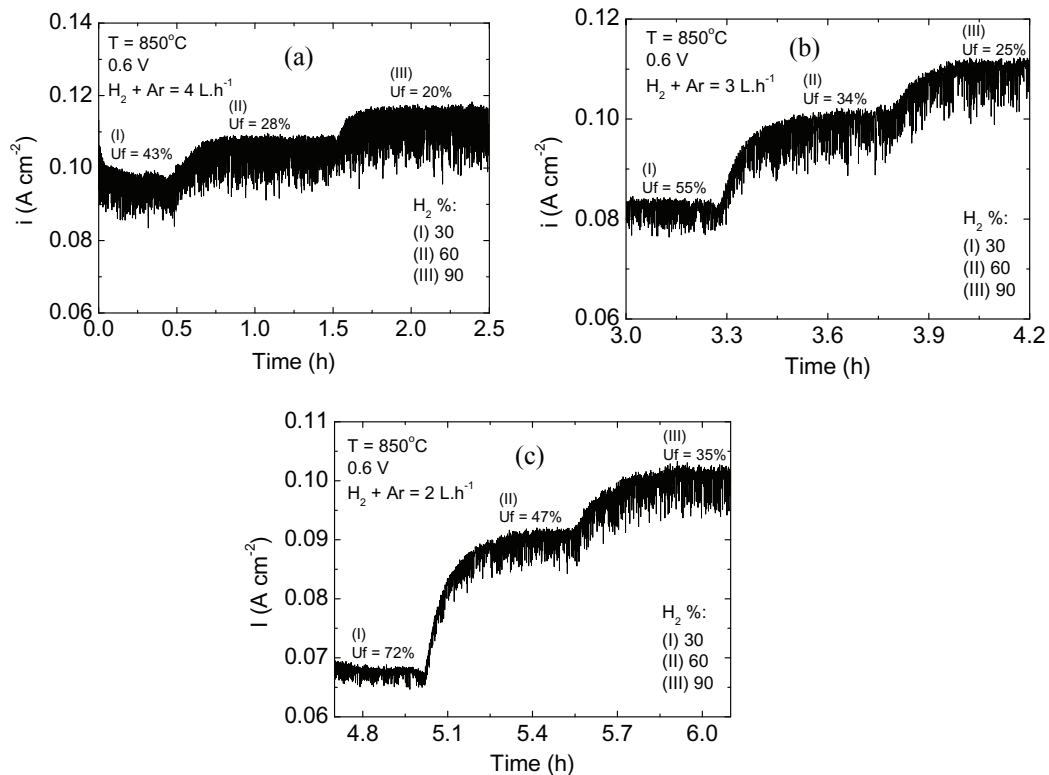 0.14
0.12
0.10
0.08
0.06
i (A cm⁻²)
T = 850°C
0.6 V
H₂ + Ar = 4 L.h⁻¹
(a)
(I)
Uf = 43%
(II)
Uf = 28%
(III)
Uf = 20%
H₂ %:
(I) 30
(II) 60
(III) 90
0.0 0.5 1.0 1.5 2.0 2.5
Time (h)
0.12
0.10
0.08
0.06
i (A cm⁻²)
T = 850°C
0.6 V
H₂ + Ar = 3 L.h⁻¹
(b)
(I)
Uf = 55%
(II)
Uf = 34%
(III)
Uf = 25%
H₂ %:
(I) 30
(II) 60
(III) 90
3.0 3.3 3.6 3.9 4.2
Time (h)
0.11
0.10
0.09
0.08
0.07
0.06
I (A cm⁻²)
T = 850°C
0.6 V
H₂ + Ar = 2 L.h⁻¹
(c)
(I)
Uf = 72%
(II)
Uf = 47%
(III)
Uf = 35%
H₂ %:
(I) 30
(II) 60
(III) 90
4.8 5.1 5.4 5.7 6.0
Time (h)